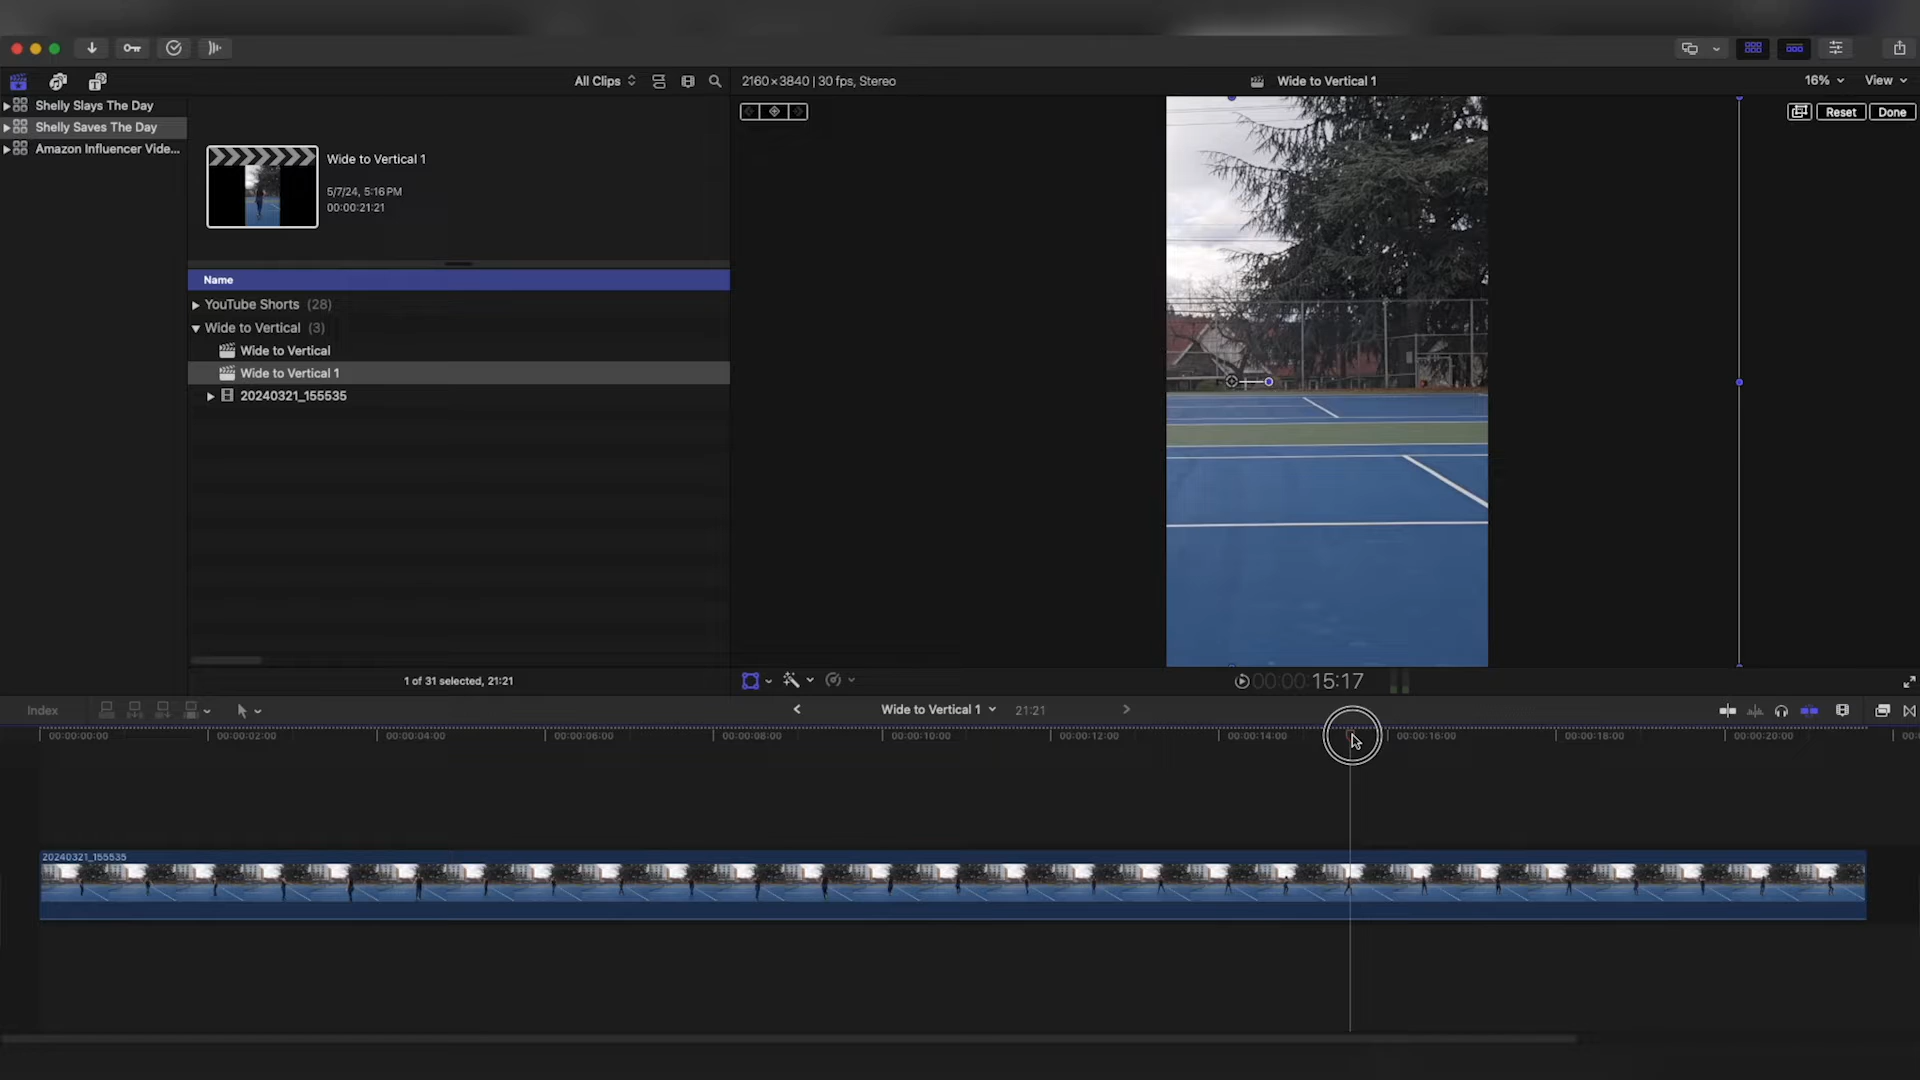 All Clips
2160×3840 | 30 fps, Stereo
Wide to Vertical 1
16%
View
Shelly Slays The Day
Shelly Saves The Day
Amazon Influencer Vide...
Reset
Done
Wide to Vertical 1
5/7/24, 5:16 PM
00:00:21:21
Name
YouTube Shorts (28)
Wide to Vertical (3)
Wide to Vertical
Wide to Vertical 1
20240321_155535
1 of 31 selected, 21:21
00:00:15:17
Index
Wide to Vertical 1
21:21
00:00:00:00
00:00:02:00
00:00:04:00
00:00:06:00
00:00:08:00
00:00:10:00
00:00:12:00
00:00:14:00
00:00:16:00
00:00:18:00
00:00:20:00
20240321_155535